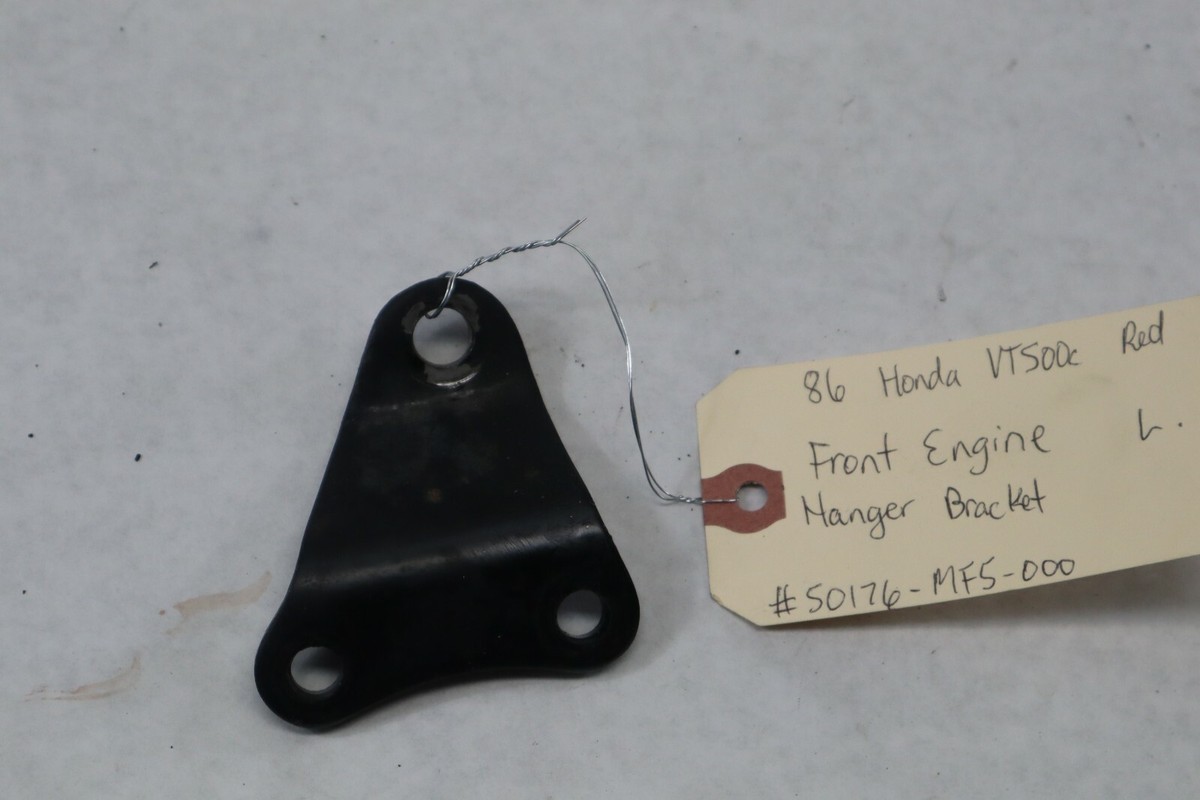 86 Honda VT500c Red
Front Engine L.
Hanger Bracket
#50176-MF5-000